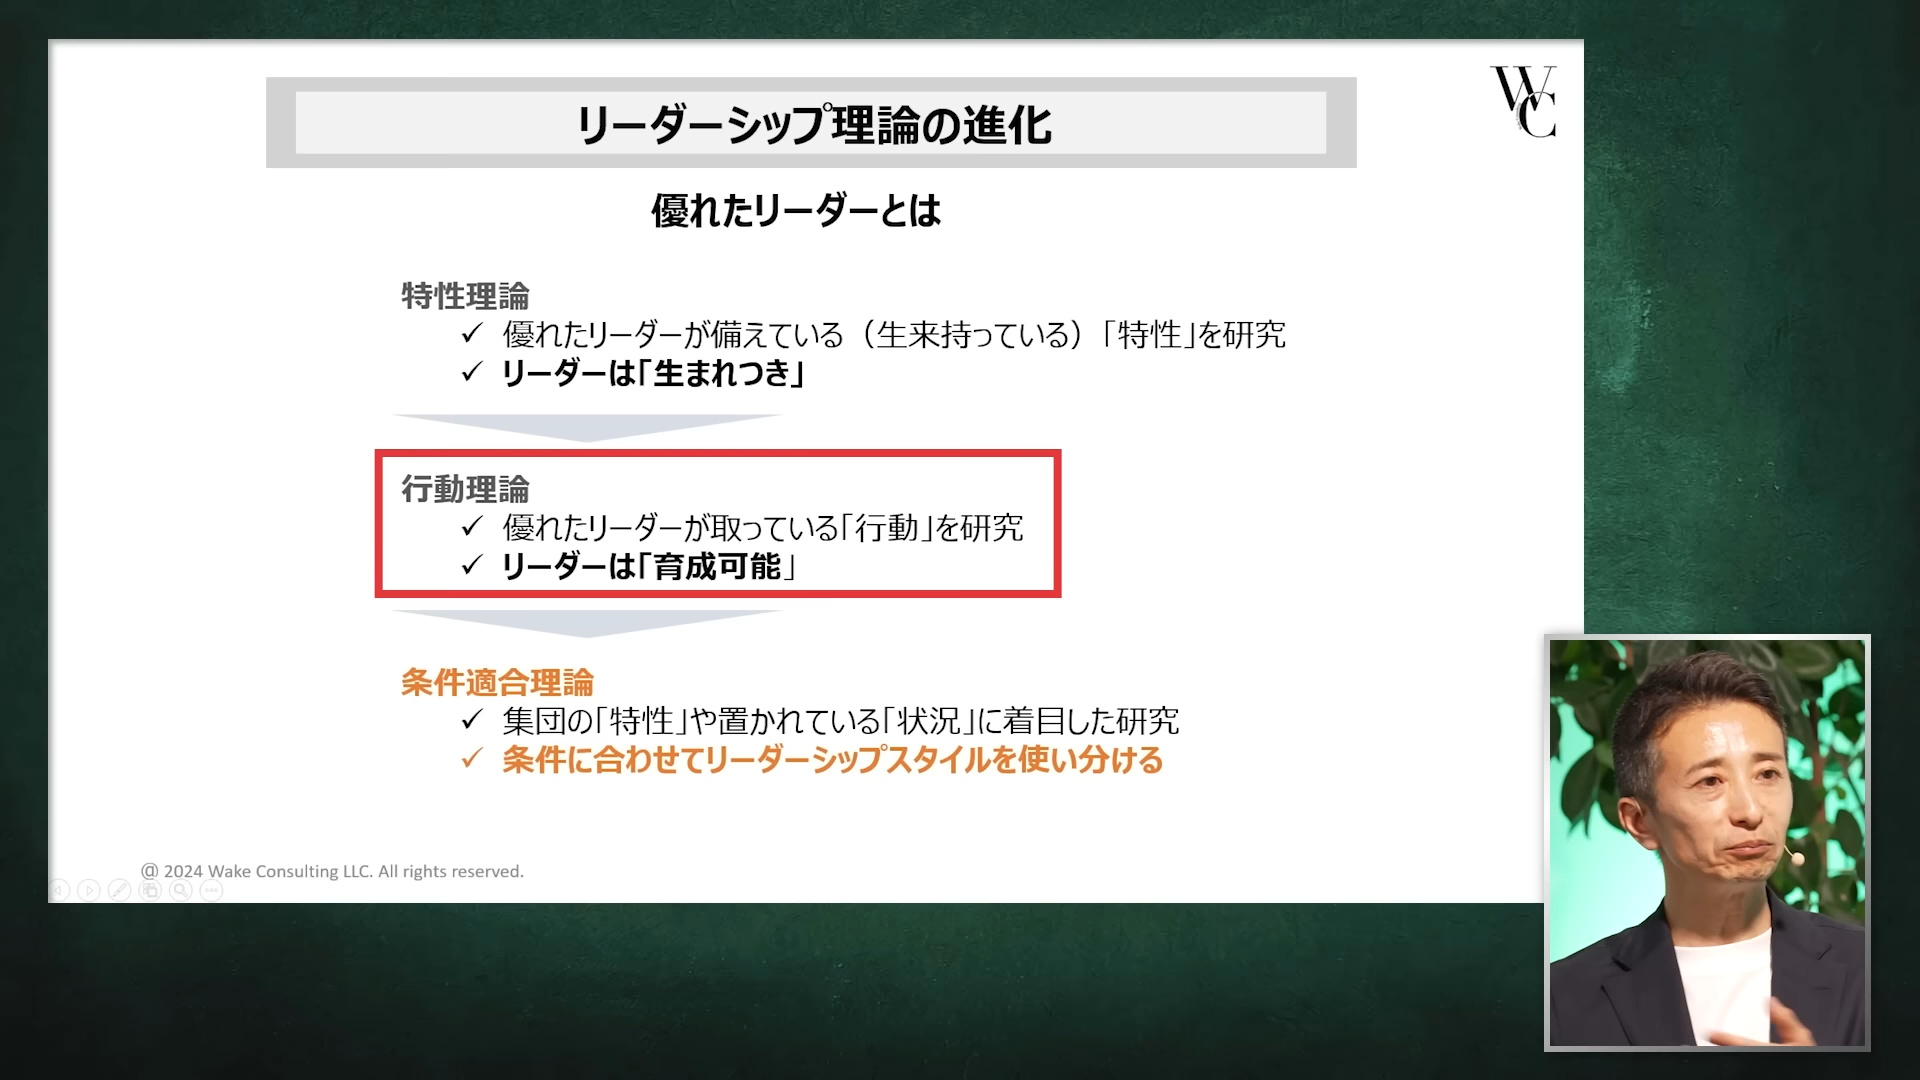 リーダーシップ理論の進化
WC
優れたリーダーとは
特性理論
✓ 優れたリーダーが備えている（生来持っている）「特性」を研究
✓ リーダーは「生まれつき」
行動理論
✓ 優れたリーダーが取っている「行動」を研究
✓ リーダーは「育成可能」
条件適合理論
✓ 集団の「特性」や置かれている「状況」に着目した研究
✓ 条件に合わせてリーダーシップスタイルを使い分ける
@ 2024 Wake Consulting LLC. All rights reserved.